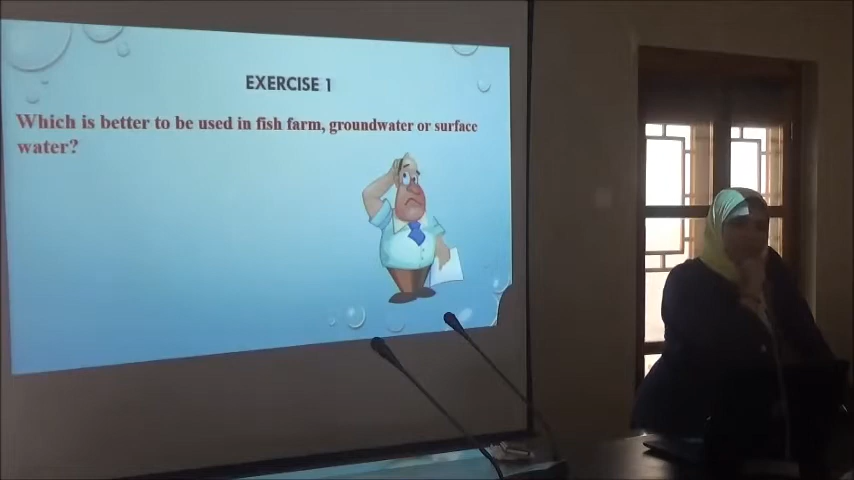 EXERCISE 1
Which is better to be used in fish farm, groundwater or surface
water?